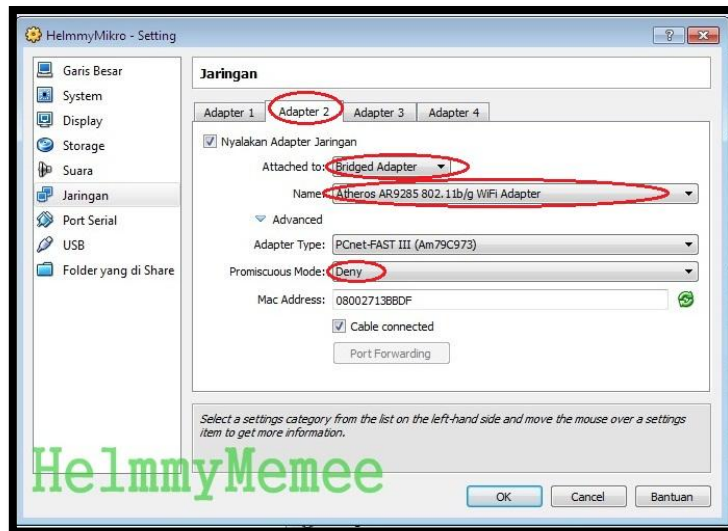 HelmmyMikro - Setting
Garis Besar
System
Display
Storage
Suara
Jaringan
Port Serial
USB
Folder yang di Share
Jaringan
Adapter 1 Adapter 2 Adapter 3 Adapter 4
Nyalakan Adapter Jaringan
Attached to: Bridged Adapter
Name: Atheros AR9285 802.11b/g WiFi Adapter
Advanced
Adapter Type: PCnet-FAST III (Am79C973)
Promiscuous Mode: Deny
Mac Address: 08002713BBDF
Cable connected
Port Forwarding
Select a settings category from the list on the left-hand side and move the mouse over a settings
item to get more information.
HelmmyMemee
OK Cancel Bantuan